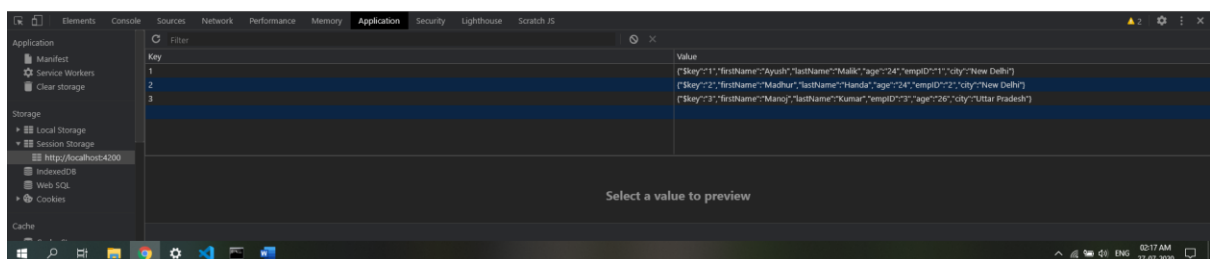 Elements Console Sources Network Performance Memory Application Security Lighthouse Scratch JS 2
Application
Manifest
Service Workers
Clear storage
Storage
Local Storage
Session Storage
http://localhost:4200
IndexedDB
Web SQL
Cookies
Cache
Filter
Key Value
1 {"$key":"1","firstName":"Ayush","lastName":"Malik","age":"24","empID":"1","city":"New Delhi"}
2 {"$key":"2","firstName":"Madhur","lastName":"Handa","age":"24","empID":"2","city":"New Delhi"}
3 {"$key":"3","firstName":"Manoj","lastName":"Kumar","empID":"3","age":"26","city":"Uttar Pradesh"}
Select a value to preview
ENG 02:17 AM
27-07-2020